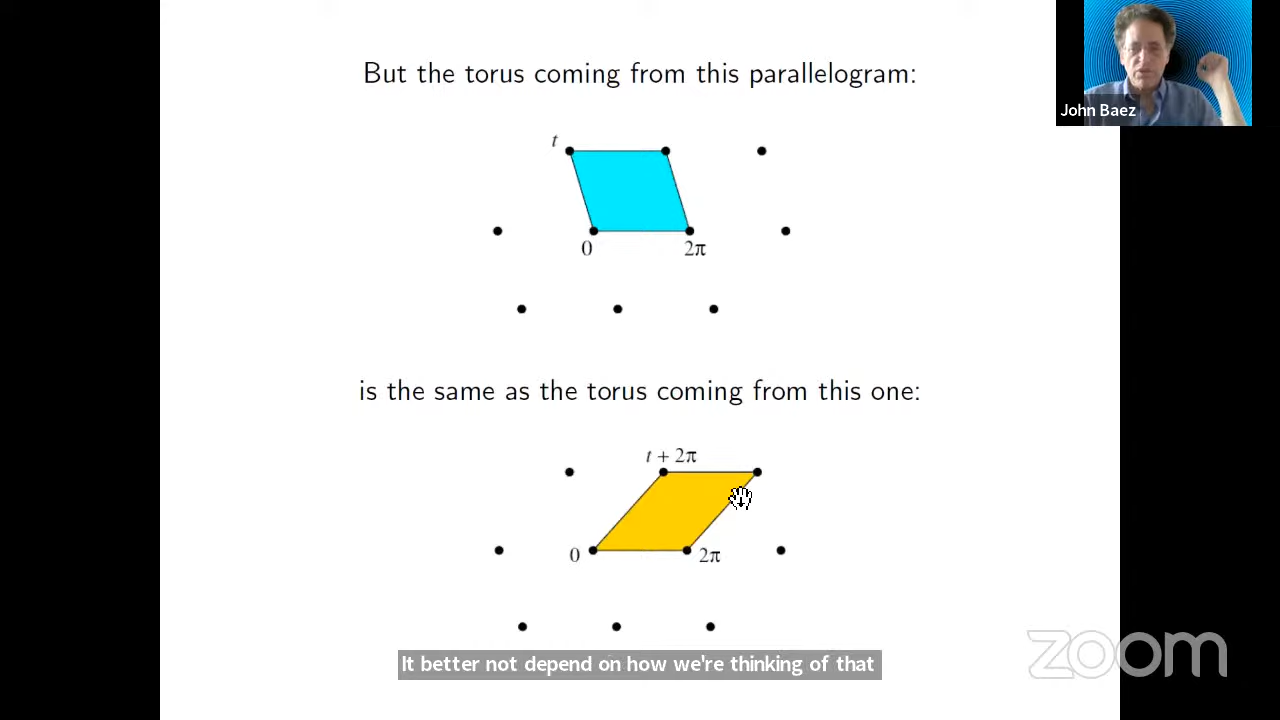 But the torus coming from this parallelogram:
John Baez
t
0
2π
is the same as the torus coming from this one:
t + 2π
0
2π
It better not depend on how we're thinking of that
zoom